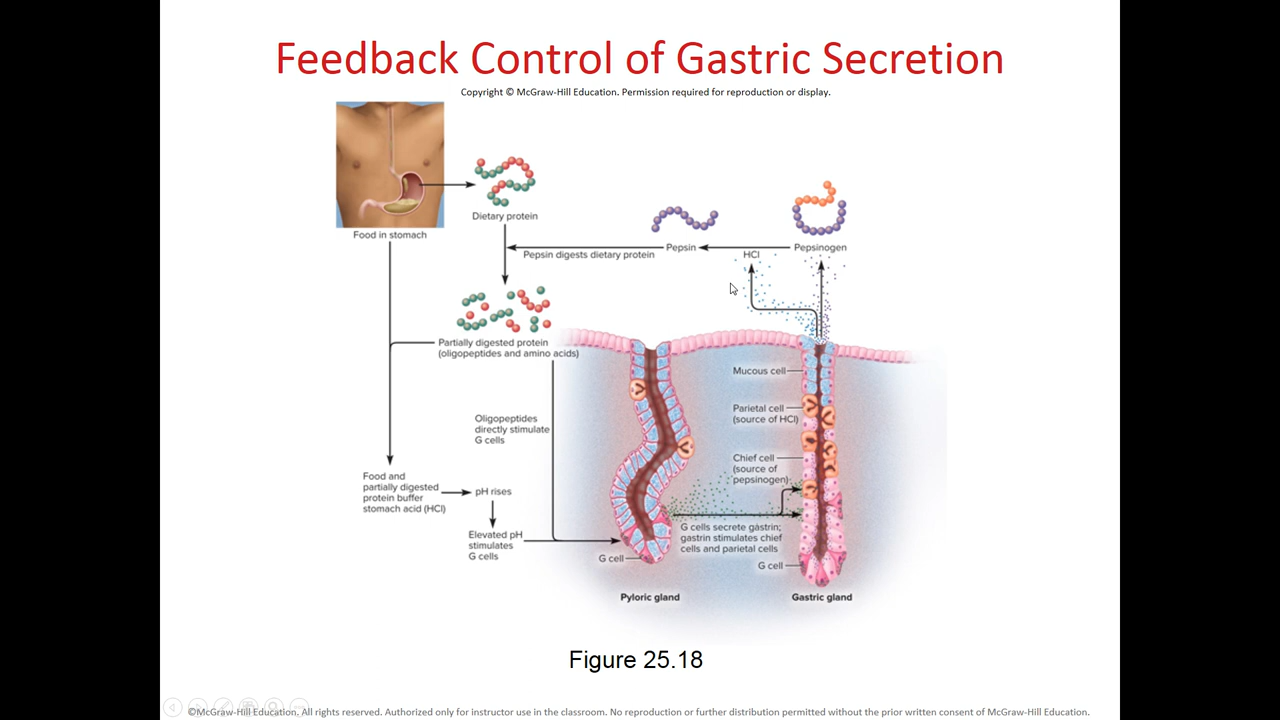 Feedback Control of Gastric Secretion
Copyright © McGraw-Hill Education. Permission required for reproduction or display.
Dietary protein
Food in stomach
Pepsin digests dietary protein
Pepsin
HCl
Pepsinogen
Partially digested protein
(oligopeptides and amino acids)
Mucous cell
Parietal cell
(source of HCl)
Oligopeptides
directly stimulate
G cells
Chief cell
(source of
pepsinogen)
Food and
partially digested
protein buffer
stomach acid (HCl)
pH rises
Elevated pH
stimulates
G cells
G cells secrete gastrin;
gastrin stimulates chief
cells and parietal cells
G cell
G cell
Pyloric gland
Gastric gland
Figure 25.18
©McGraw-Hill Education. All rights reserved. Authorized only for instructor use in the classroom. No reproduction or further distribution permitted without the prior written consent of McGraw-Hill Education.